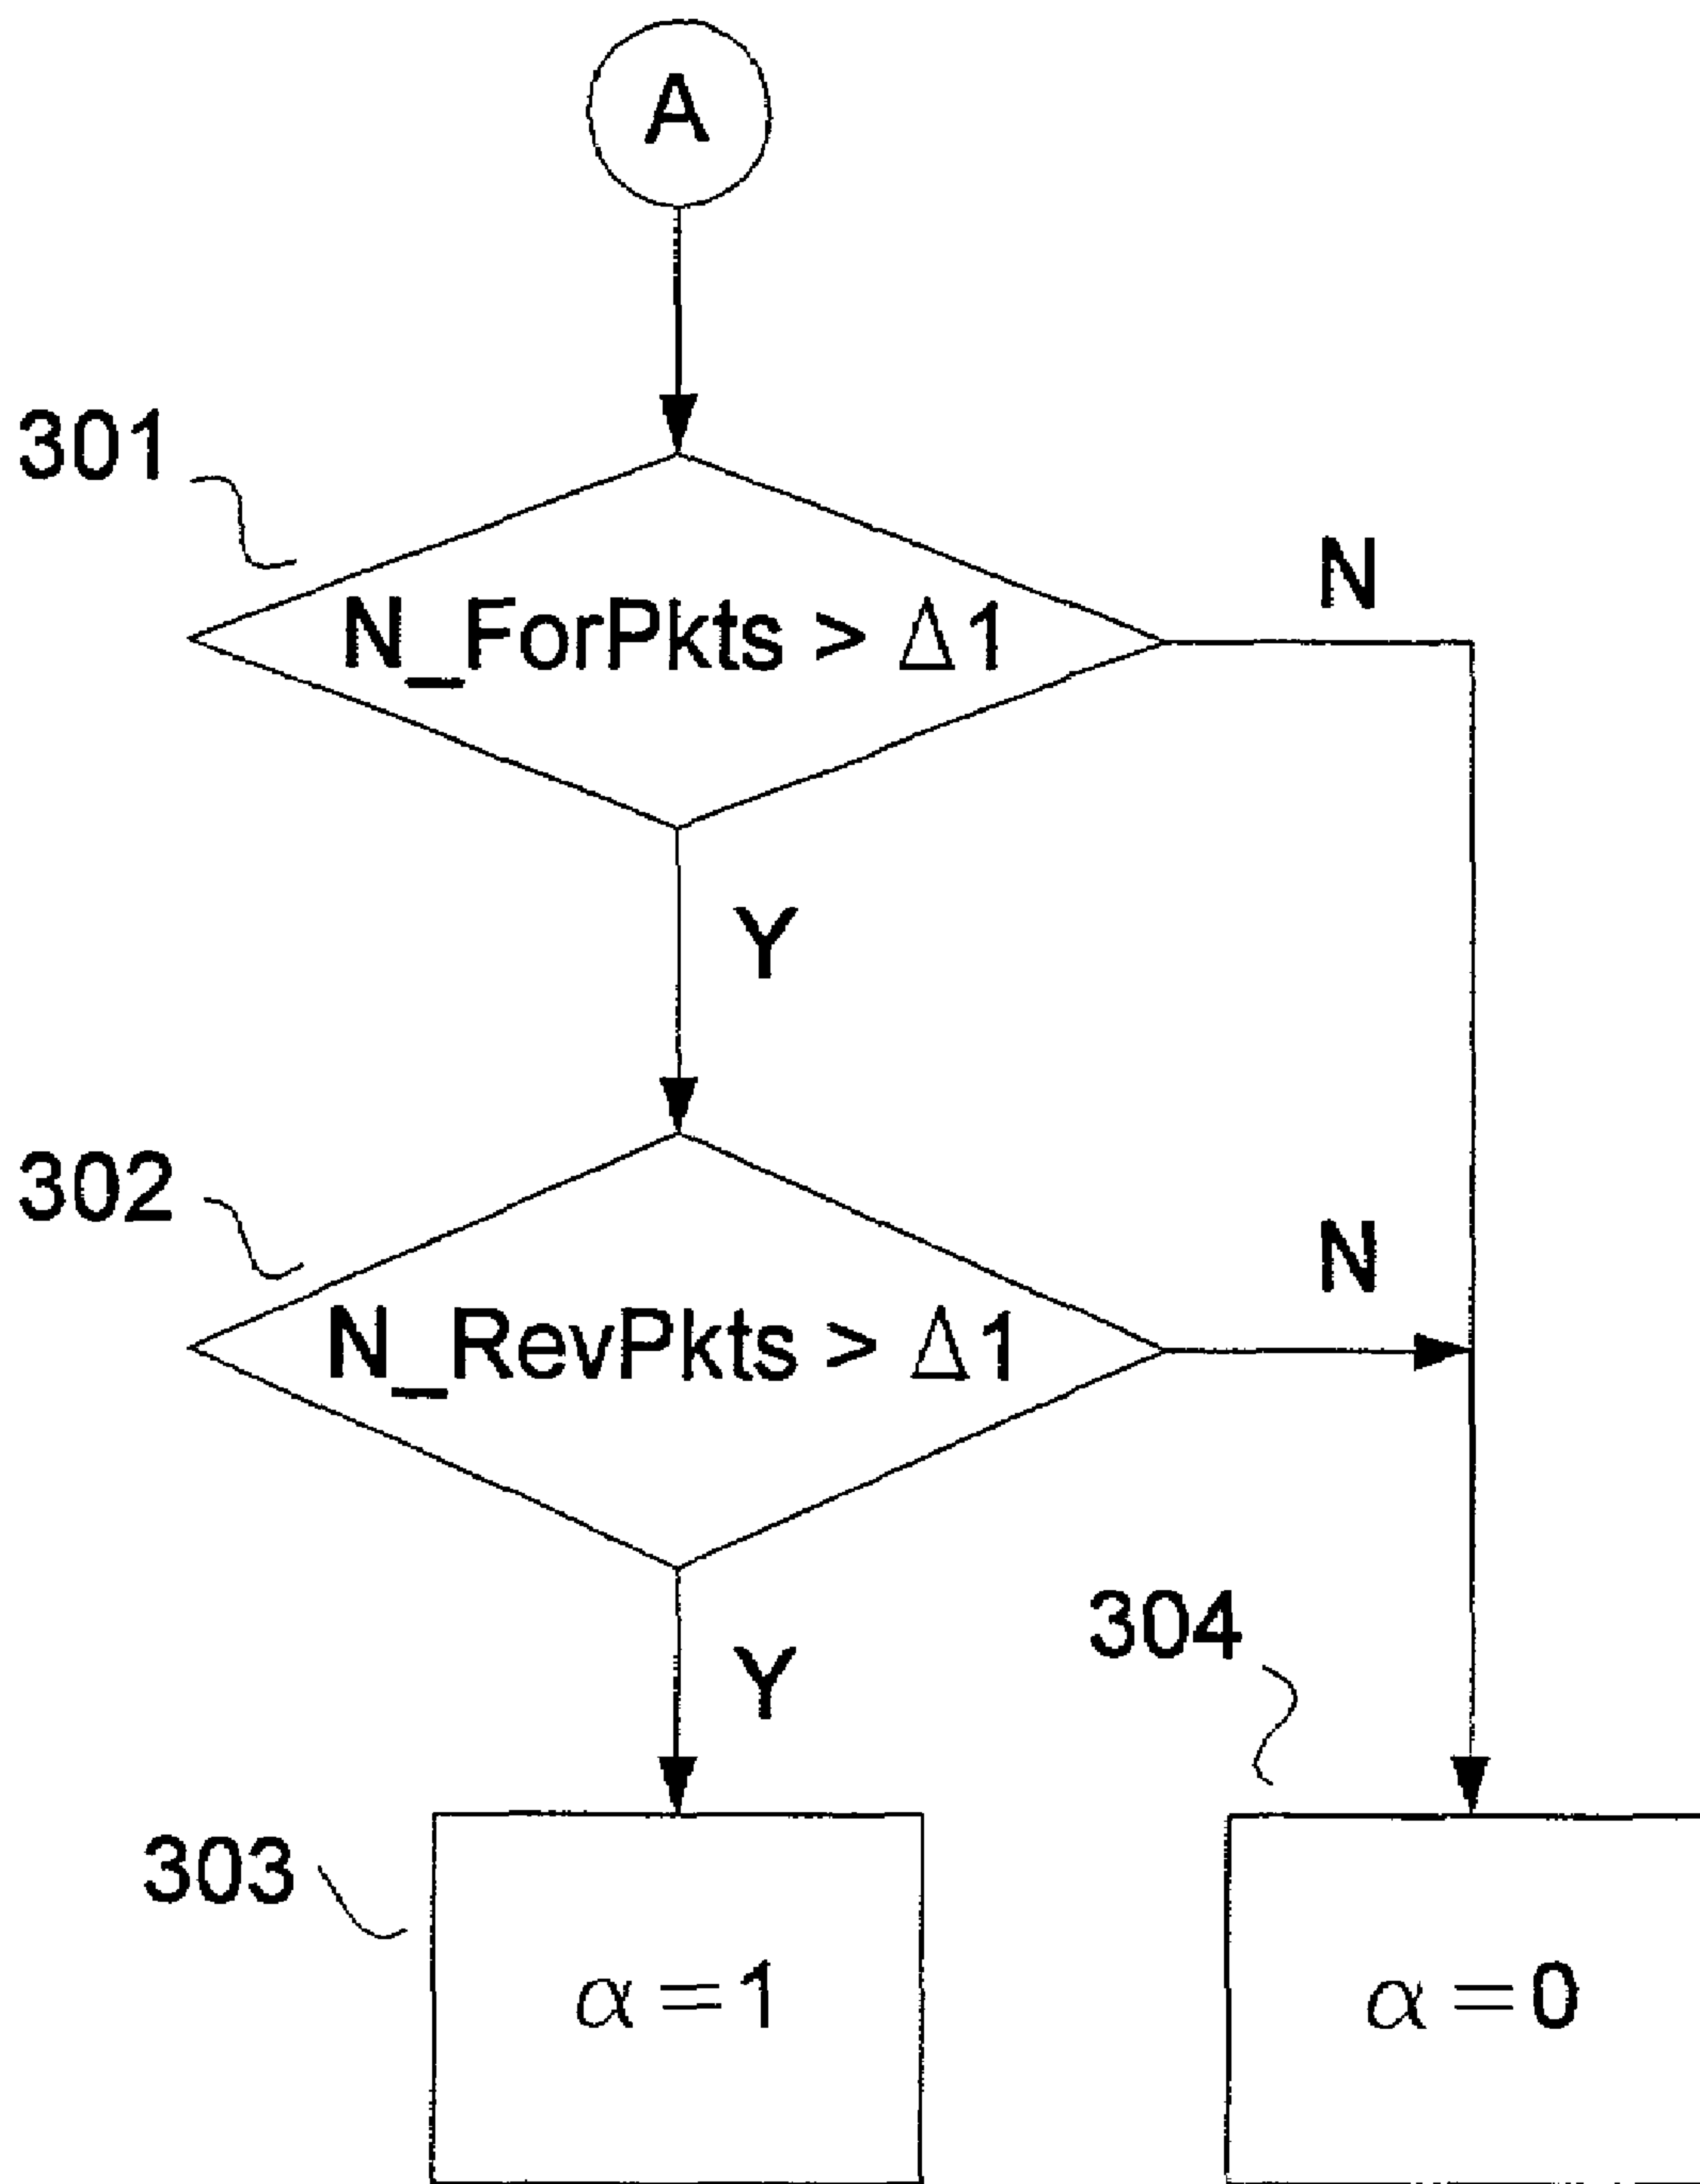 A
301
N_ForPkts > Δ1
N
Y
302
N_RevPkts > Δ1
N
Y
304
303
α = 1
α = 0